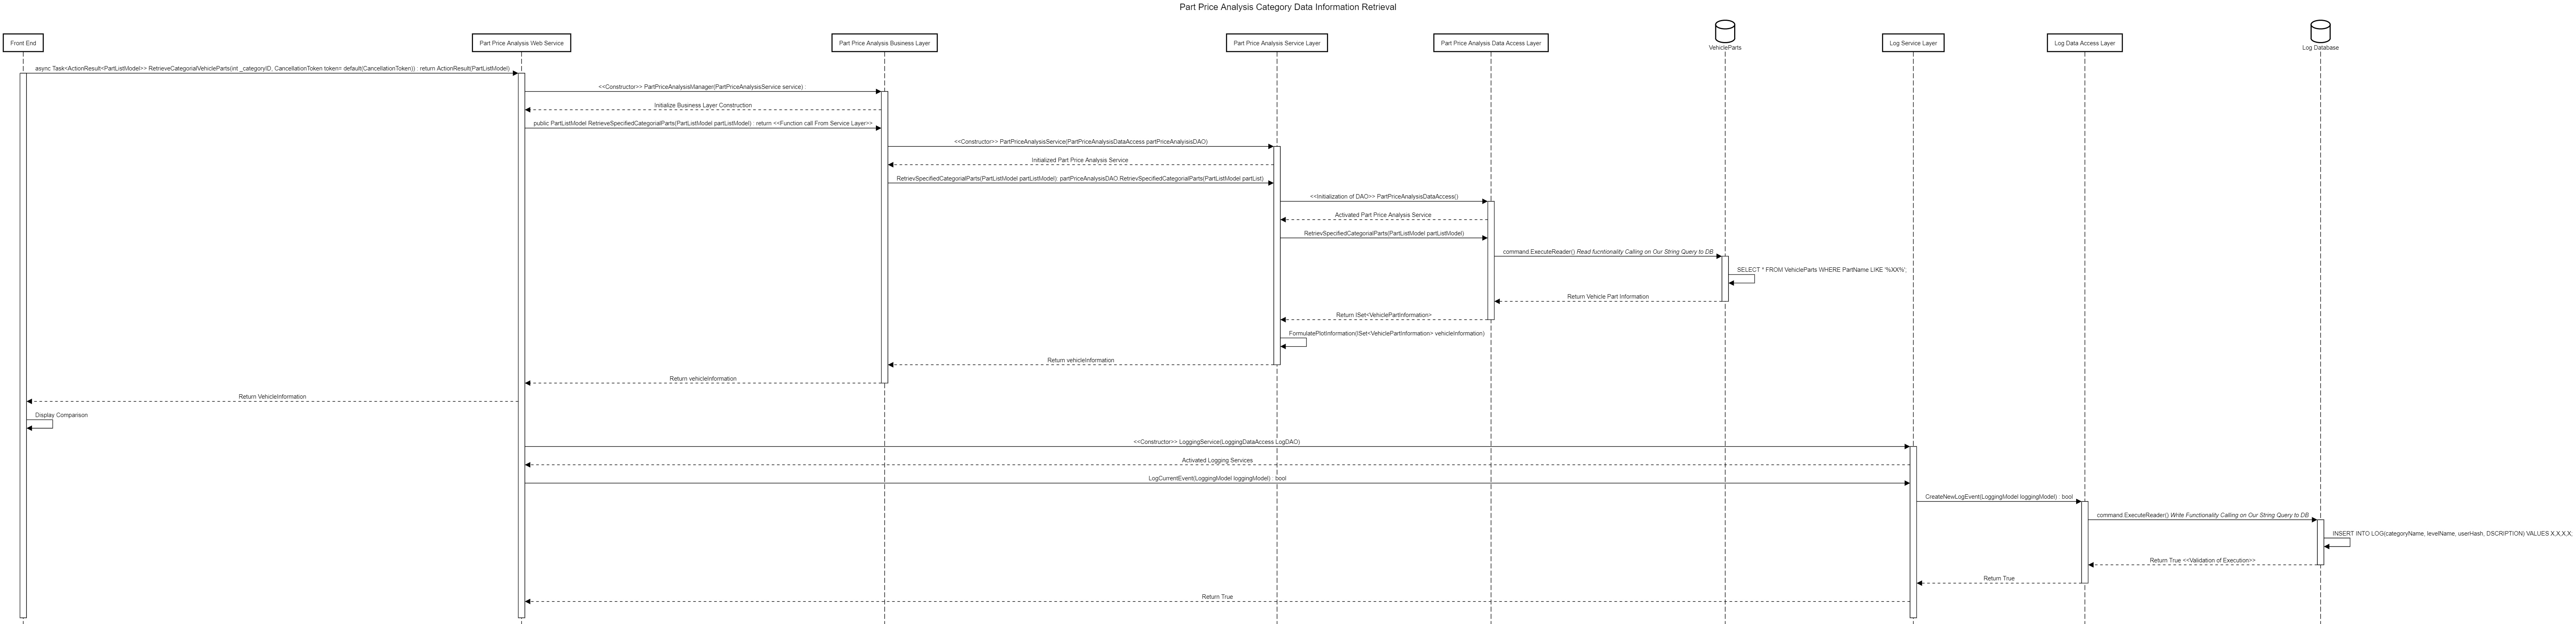 Part Price Analysis Category Data Information Retrieval
Front End
Part Price Analysis Web Service
Part Price Analysis Business Layer
Part Price Analysis Service Layer
Part Price Analysis Data Access Layer
VehicleParts
Log Service Layer
Log Data Access Layer
Log Database
async Task<ActionResult<PartListModel>> RetrieveCategorialVehicleParts(int _categoryID, CancellationToken token= default(CancellationToken)) : return ActionResult(PartListModel)
<<Constructor>> PartPriceAnalysisManager(PartPriceAnalysisService service) :
Initialize Business Layer Construction
public PartListModel RetrieveSpecifiedCategorialParts(PartListModel partListModel) : return <<Function call From Service Layer>>
<<Constructor>> PartPriceAnalysisService(PartPriceAnalysisDataAccess partPriceAnalyisisDAO)
Initialized Part Price Analysis Service
RetrievSpecifiedCategorialParts(PartListModel partListModel): partPriceAnalysisDAO.RetrievSpecifiedCategorialParts(PartListModel partList)
<<Initialization of DAO>> PartPriceAnalysisDataAccess()
Activated Part Price Analysis Service
RetrievSpecifiedCategorialParts(PartListModel partListModel)
command.ExecuteReader() Read fucntionality Calling on Our String Query to DB
SELECT * FROM VehicleParts WHERE PartName LIKE '%XX%';
Return Vehicle Part Information
Return ISet<VehiclePartInformation>
FormulatePlotInformation(ISet<VehiclePartInformation> vehicleInformation)
Return vehicleInformation
Return vehicleInformation
Return VehicleInformation
Display Comparison
<<Constructor>> LoggingService(LoggingDataAccess LogDAO)
Activated Logging Services
LogCurrentEvent(LoggingModel loggingModel) : bool
CreateNewLogEvent(LoggingModel loggingModel) : bool
command.ExecuteReader() Write Functionality Calling on Our String Query to DB
INSERT INTO LOG(categoryName, levelName, userHash, DSCRIPTION) VALUES X,X,X,X;
Return True <<Validation of Execution>>
Return True
Return True